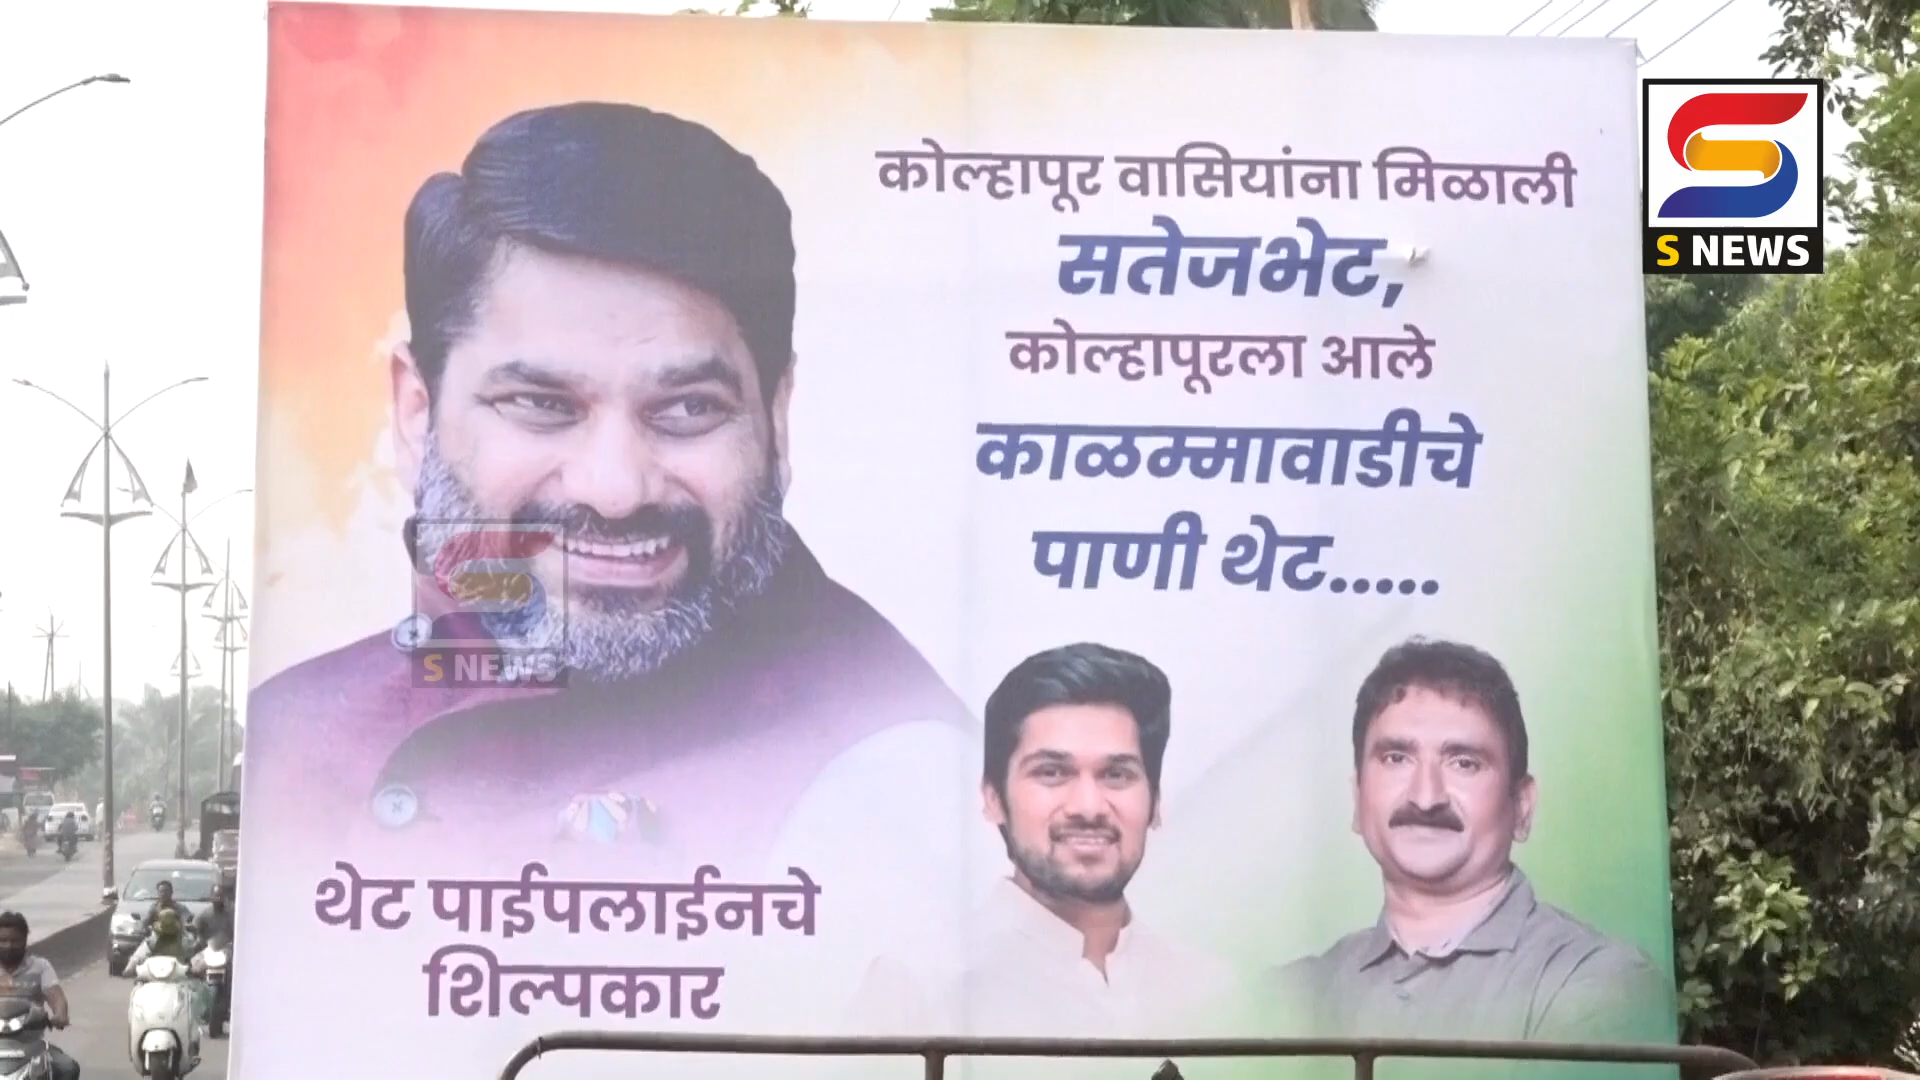 कोल्हापूर वासियांना मिळाली
सतेजभेट,
कोल्हापूरला आले
काळम्मावाडीचे
पाणी थेट.....
थेट पाईपलाईनचे
शिल्पकार
S NEWS
S NEWS